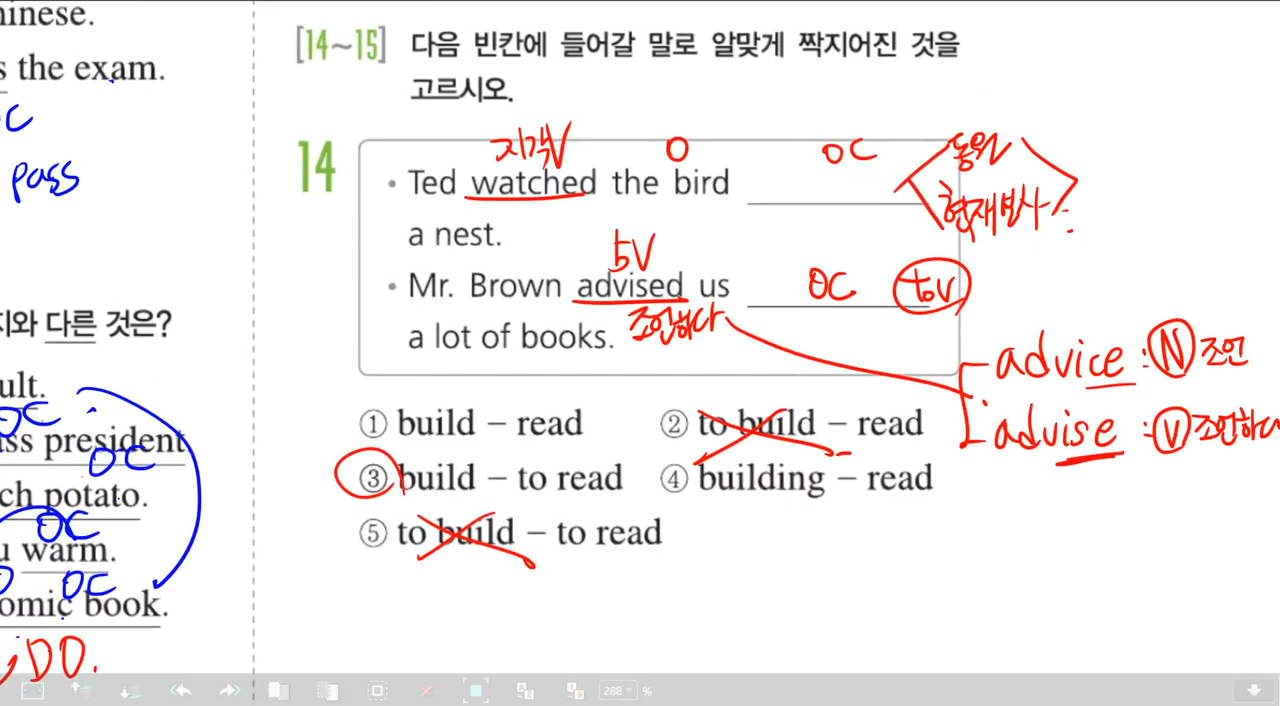 hinese.
s the exam.
OC
pass
지와 다른 것은?
ult.
OC
ass president
OC
ch potato.
OC
u warm.
O OC
omic book.
DO.
[14~15] 다음 빈칸에 들어갈 말로 알맞게 짝지어진 것을
고르시오.
14
지각V O OC 동원
• Ted watched the bird ________
현재분사
a nest.
5V
• Mr. Brown advised us ________ OC toV
조언하다
a lot of books.
advice : N 조언
advise : V 조언하다
① build – read ② to build – read
③ build – to read ④ building – read
⑤ to build – to read
288 %